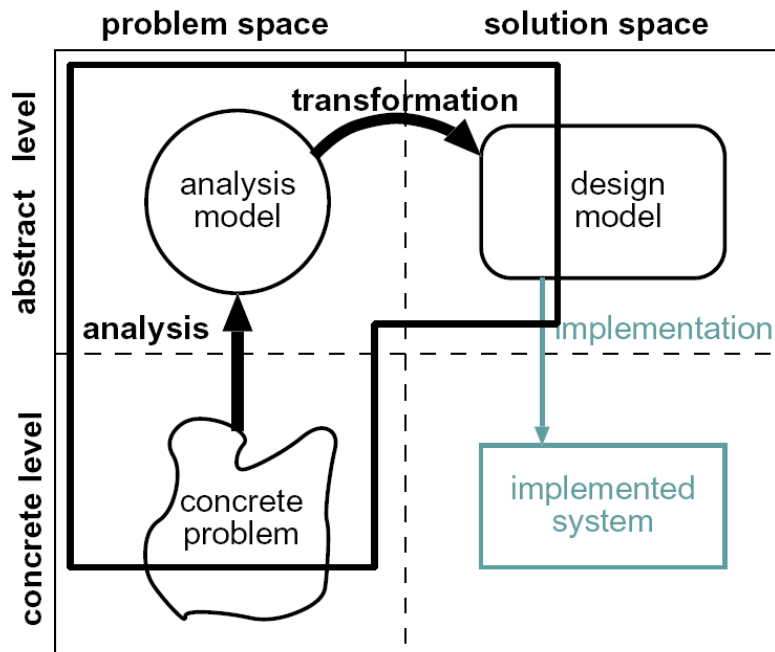 problem space
solution space
abstract level
transformation
analysis
model
design
model
analysis
implementation
concrete level
concrete
problem
implemented
system